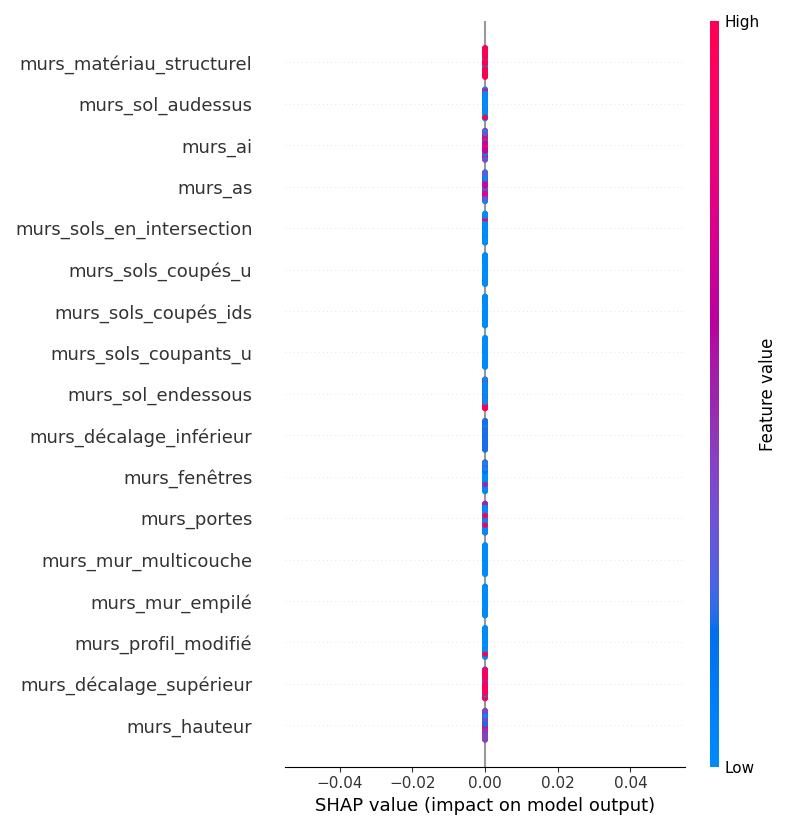 High
murs_matériau_structurel
murs_sol_audessus
murs_ai
murs_as
murs_sols_en_intersection
murs_sols_coupés_u
murs_sols_coupés_ids
murs_sols_coupants_u
murs_sol_endessous
murs_décalage_inférieur
murs_fenêtres
murs_portes
murs_mur_multicouche
murs_mur_empilé
murs_profil_modifié
murs_décalage_supérieur
murs_hauteur
Feature value
Low
−0.04 −0.02 0.00 0.02 0.04
SHAP value (impact on model output)